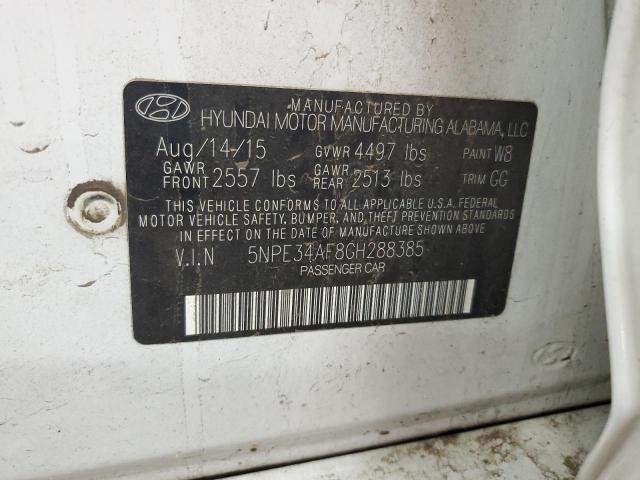 MANUFACTURED BY
HYUNDAI MOTOR MANUFACTURING ALABAMA, LLC
Aug/14/15 GVWR 4497 lbs PAINT W8
GAWR FRONT 2557 lbs GAWR REAR 2513 lbs TRIM GG
THIS VEHICLE CONFORMS TO ALL APPLICABLE U.S.A. FEDERAL
MOTOR VEHICLE SAFETY, BUMPER, AND THEFT PREVENTION STANDARDS
IN EFFECT ON THE DATE OF MANUFACTURE SHOWN ABOVE.
V.I.N 5NPE34AF8GH288385
PASSENGER CAR